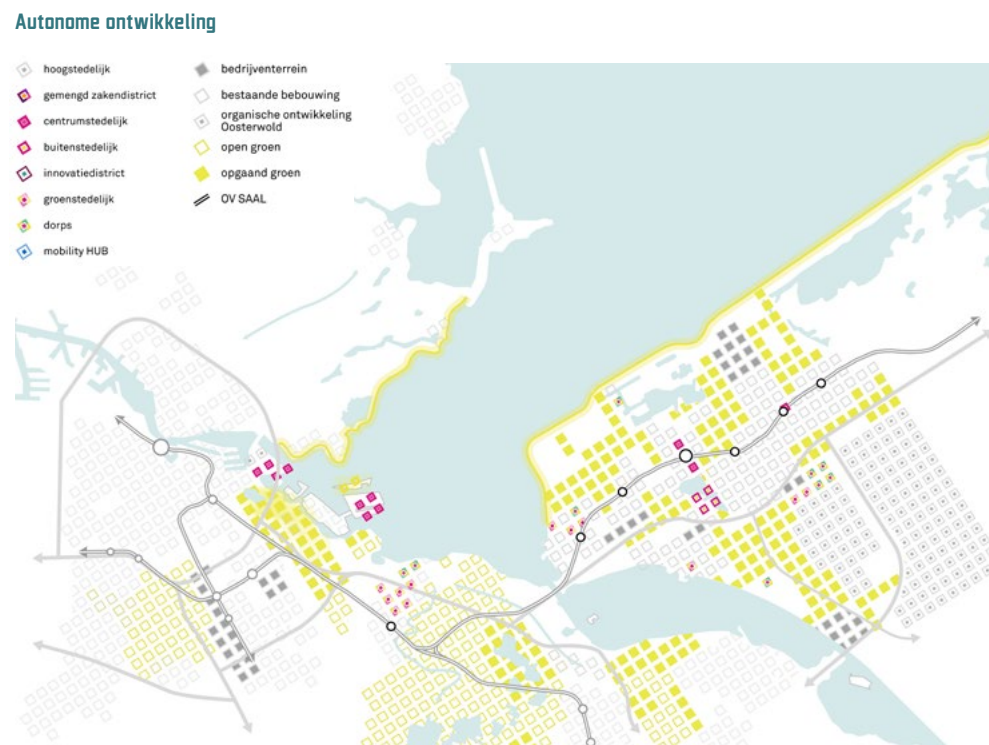 Autonome ontwikkeling
hoogstedelijk
gemengd zakendistrict
centrumstedelijk
buitenstedelijk
innovatiedistrict
groenstedelijk
dorps
mobility HUB
bedrijventerrein
bestaande bebouwing
organische ontwikkeling
Oosterwold
open groen
opgaand groen
OV SAAL